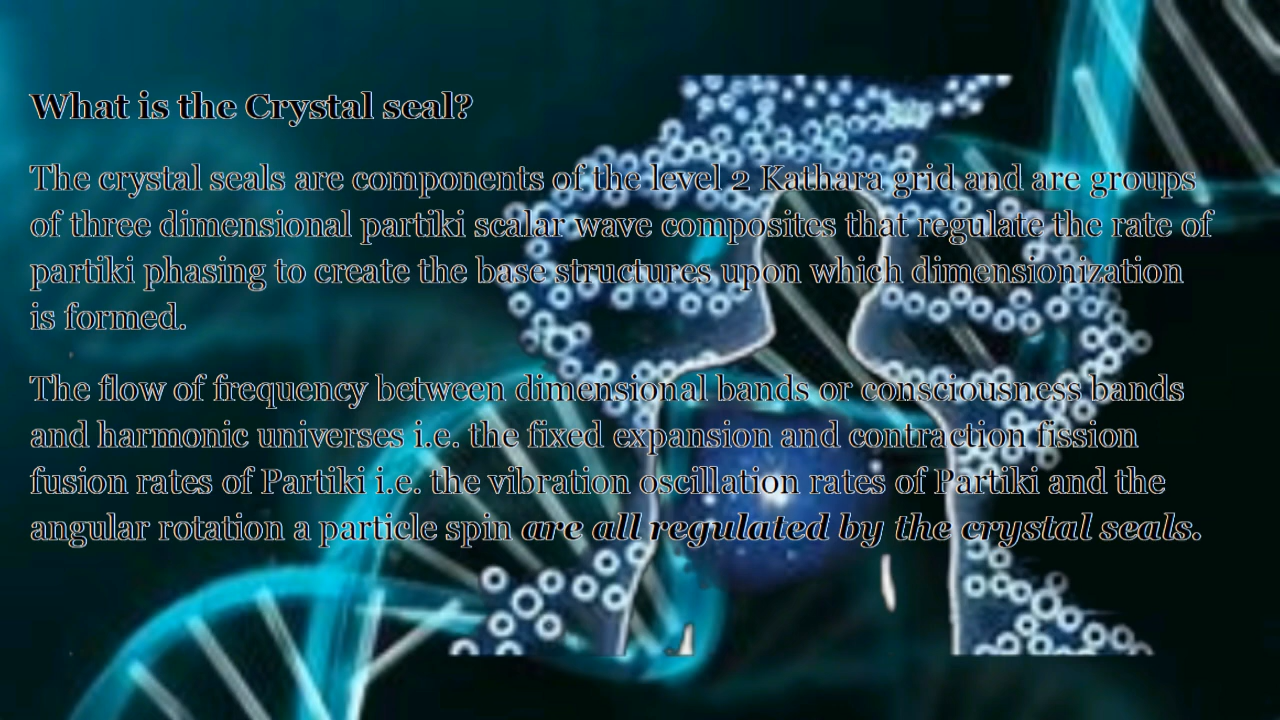 What is the Crystal seal?
The crystal seals are components of the level 2 Kathara grid and are groups
of three dimensional partiki scalar wave composites that regulate the rate of
partiki phasing to create the base structures upon which dimensionization
is formed.
The flow of frequency between dimensional bands or consciousness bands
and harmonic universes i.e. the fixed expansion and contraction fission
fusion rates of Partiki i.e. the vibration oscillation rates of Partiki and the
angular rotation a particle spin are all regulated by the crystal seals.